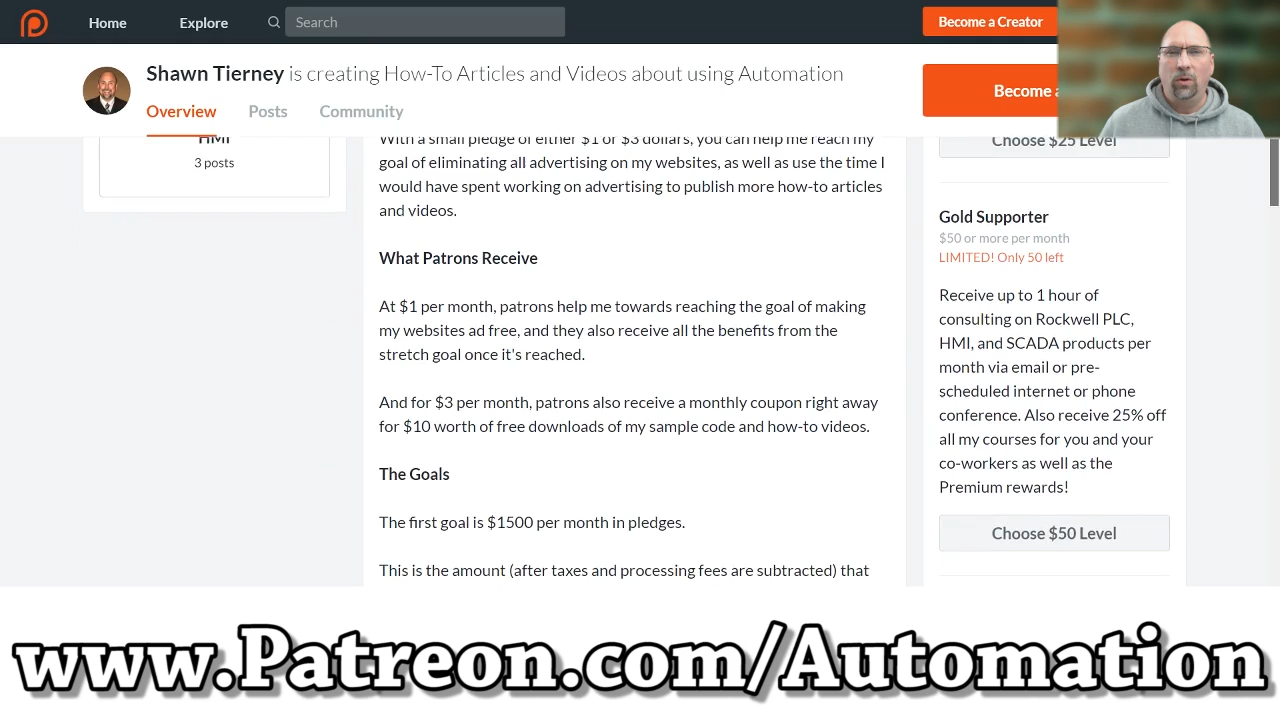 Home
Explore
Search
Become a Creator
Shawn Tierney is creating How-To Articles and Videos about using Automation
Overview
Posts
Community
Become a
HMI
3 posts
With a small pledge of either $1 or $3 dollars, you can help me reach my
goal of eliminating all advertising on my websites, as well as use the time I
would have spent working on advertising to publish more how-to articles
and videos.
What Patrons Receive
At $1 per month, patrons help me towards reaching the goal of making
my websites ad free, and they also receive all the benefits from the
stretch goal once it's reached.
And for $3 per month, patrons also receive a monthly coupon right away
for $10 worth of free downloads of my sample code and how-to videos.
The Goals
The first goal is $1500 per month in pledges.
This is the amount (after taxes and processing fees are subtracted) that
Choose $25 Level
Gold Supporter
$50 or more per month
LIMITED! Only 50 left
Receive up to 1 hour of
consulting on Rockwell PLC,
HMI, and SCADA products per
month via email or pre-
scheduled internet or phone
conference. Also receive 25% off
all my courses for you and your
co-workers as well as the
Premium rewards!
Choose $50 Level
www.Patreon.com/Automation